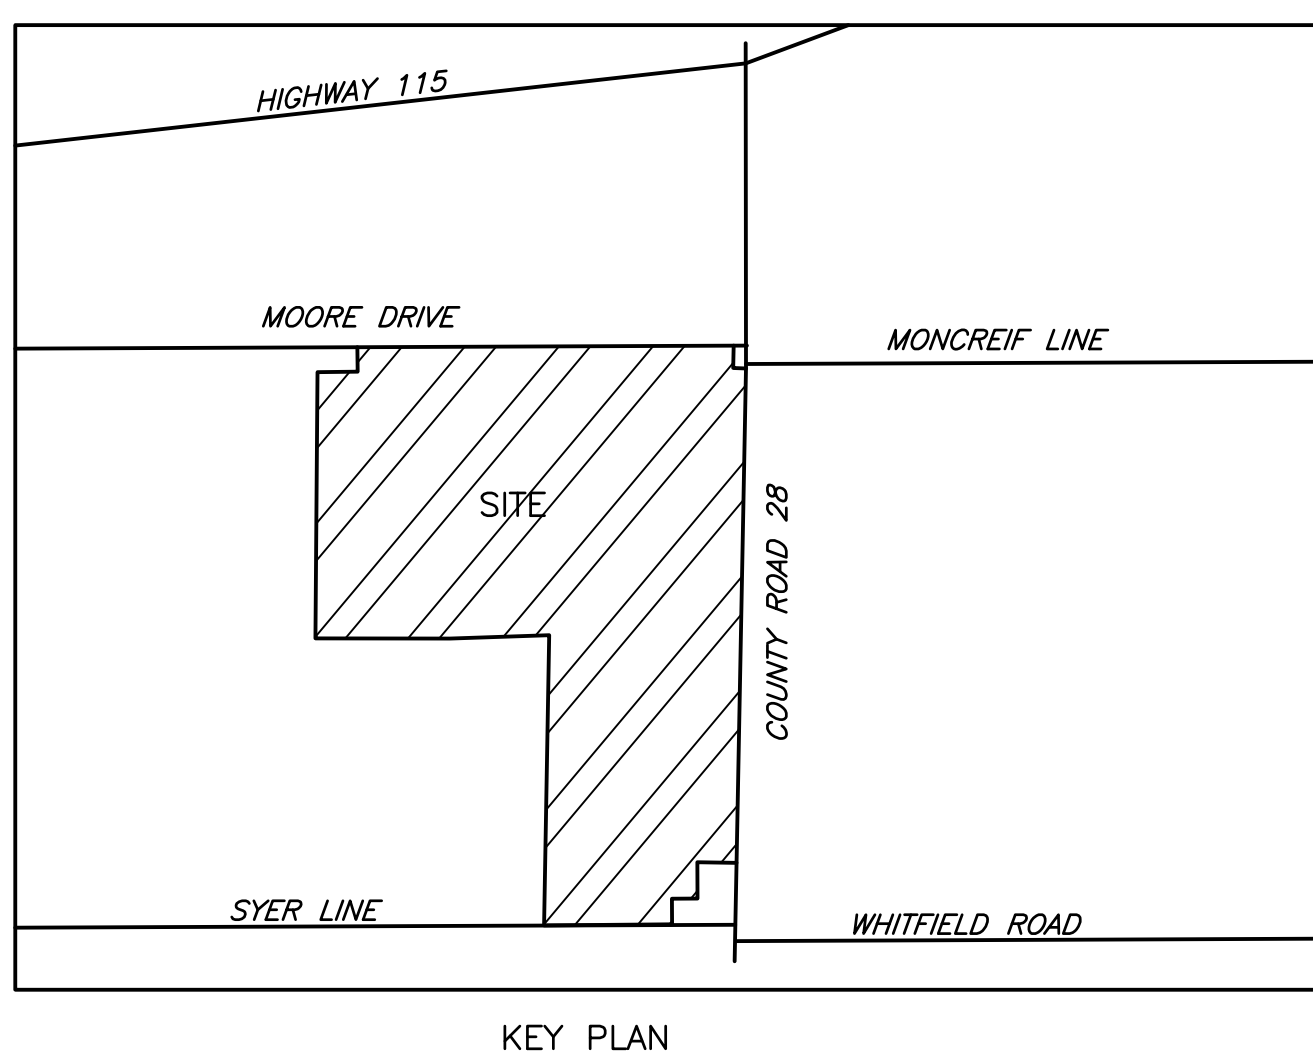 HIGHWAY 115
MOORE DRIVE
MONCREIF LINE
SITE
COUNTY ROAD 28
SYER LINE
WHITFIELD ROAD
KEY PLAN